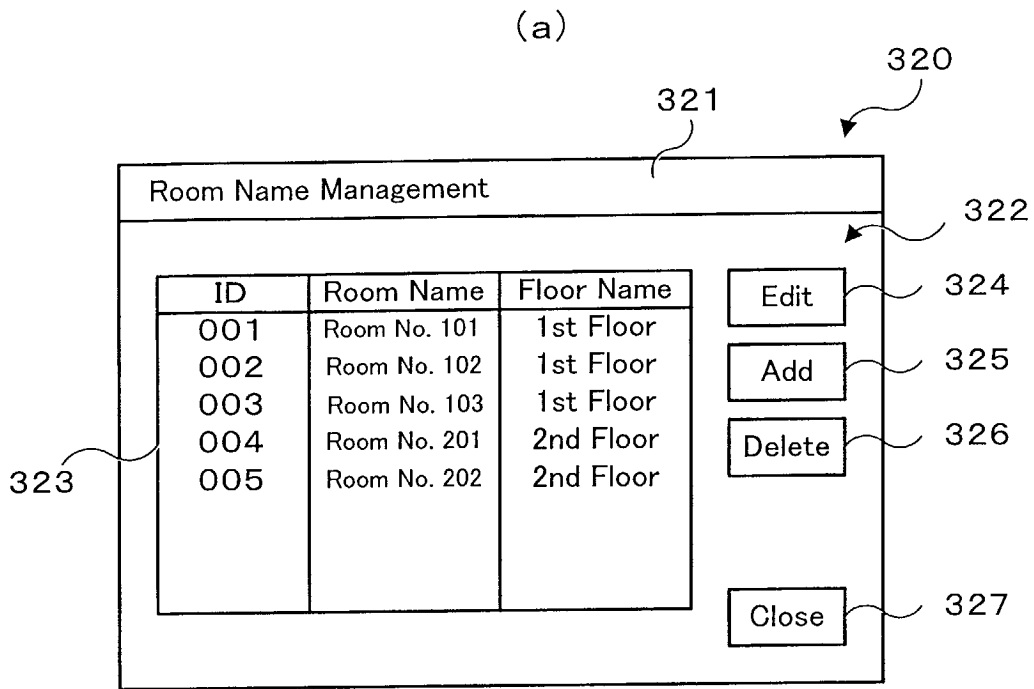 (a)
320
321
Room Name Management
322
ID Room Name Floor Name
001 Room No. 101 1st Floor
002 Room No. 102 1st Floor
003 Room No. 103 1st Floor
004 Room No. 201 2nd Floor
005 Room No. 202 2nd Floor
323
Edit 324
Add 325
Delete 326
Close 327